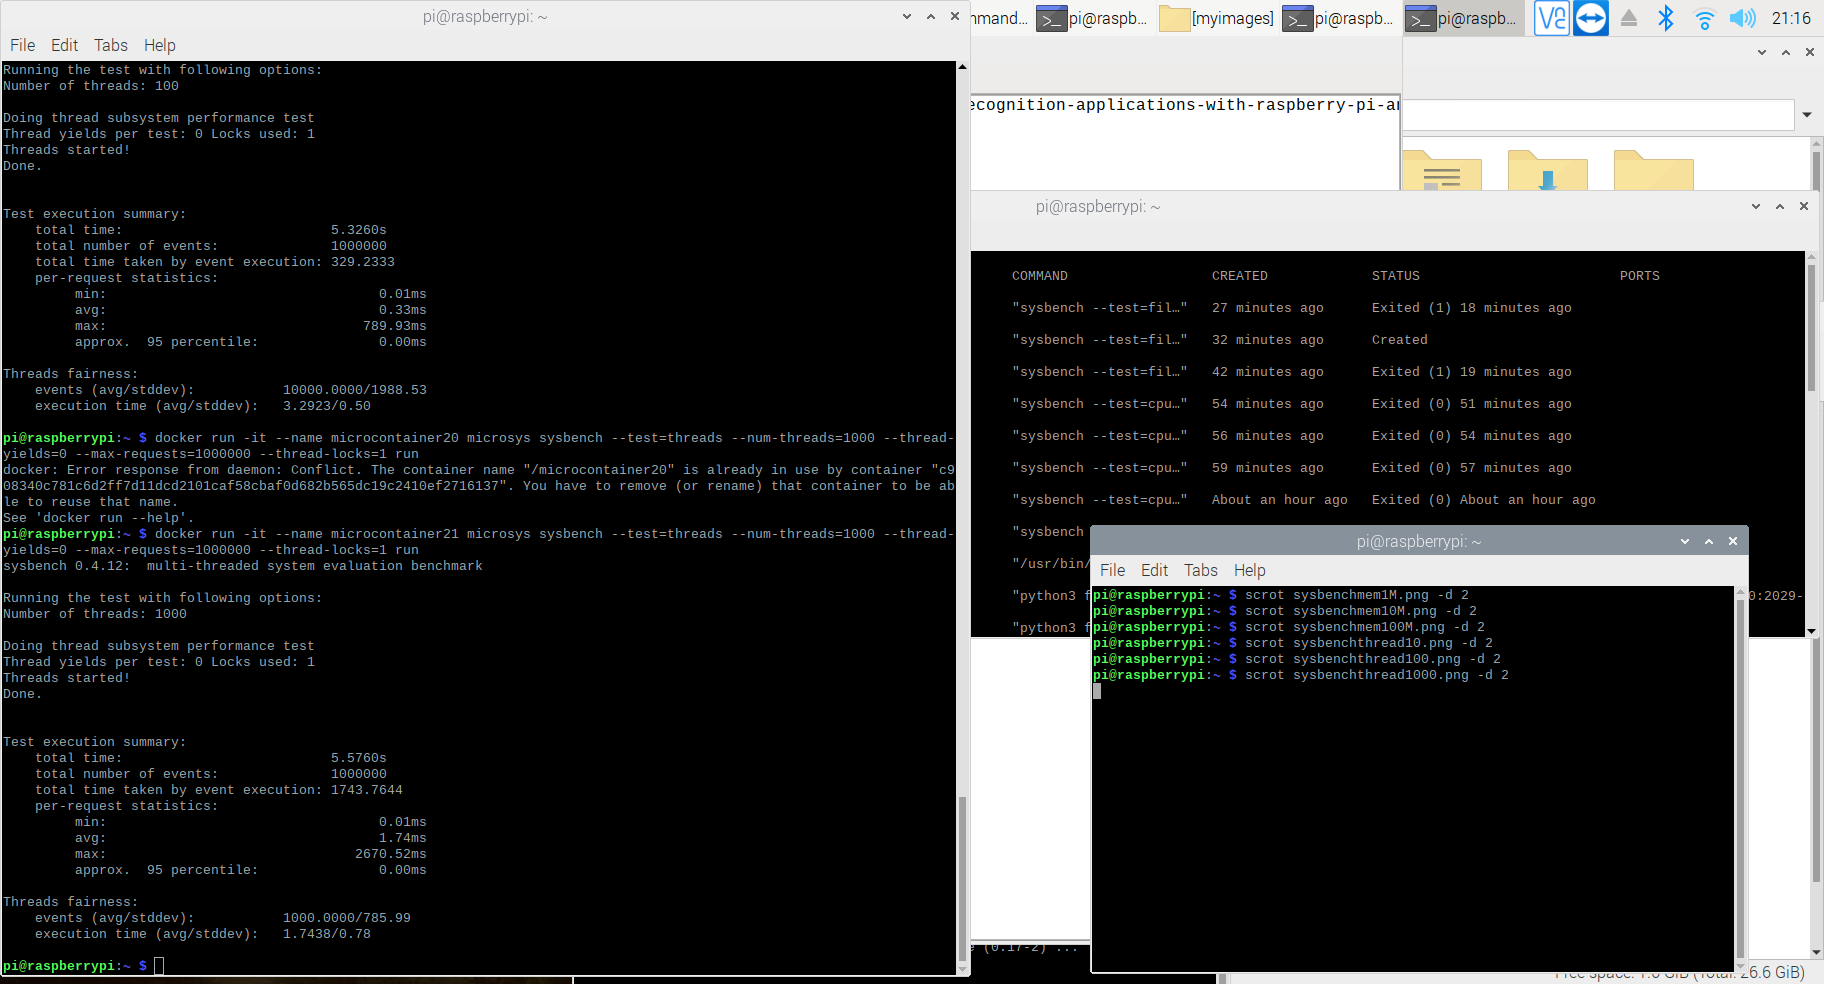 pi@raspberrypi: ~
File Edit Tabs Help
Running the test with following options:
Number of threads: 100
Doing thread subsystem performance test
Thread yields per test: 0 Locks used: 1
Threads started!
Done.
Test execution summary:
total time: 5.3260s
total number of events: 1000000
total time taken by event execution: 329.2333
per-request statistics:
min: 0.01ms
avg: 0.33ms
max: 789.93ms
approx. 95 percentile: 0.00ms
Threads fairness:
events (avg/stddev): 10000.0000/1988.53
execution time (avg/stddev): 3.2923/0.50
pi@raspberrypi:~ $ docker run -it --name microcontainer20 microsys sysbench --test=threads --num-threads=1000 --thread-
yields=0 --max-requests=1000000 --thread-locks=1 run
docker: Error response from daemon: Conflict. The container name "/microcontainer20" is already in use by container "c9
08340c781c6d2ff7d11dcd2101caf58cbaf0d682b565dc19c2410ef2716137". You have to remove (or rename) that container to be ab
le to reuse that name.
See 'docker run --help'.
pi@raspberrypi:~ $ docker run -it --name microcontainer21 microsys sysbench --test=threads --num-threads=1000 --thread-
yields=0 --max-requests=1000000 --thread-locks=1 run
sysbench 0.4.12: multi-threaded system evaluation benchmark
Running the test with following options:
Number of threads: 1000
Doing thread subsystem performance test
Thread yields per test: 0 Locks used: 1
Threads started!
Done.
Test execution summary:
total time: 5.5760s
total number of events: 1000000
total time taken by event execution: 1743.7644
per-request statistics:
min: 0.01ms
avg: 1.74ms
max: 2670.52ms
approx. 95 percentile: 0.00ms
Threads fairness:
events (avg/stddev): 1000.0000/785.99
execution time (avg/stddev): 1.7438/0.78
pi@raspberrypi:~ $
mmand... pi@raspb... [myimages] pi@raspb... pi@raspb... 21:16
ecognition-applications-with-raspberry-pi-a
pi@raspberrypi: ~
COMMAND CREATED STATUS PORTS
"sysbench --test=fil…" 27 minutes ago Exited (1) 18 minutes ago
"sysbench --test=fil…" 32 minutes ago Created
"sysbench --test=fil…" 42 minutes ago Exited (1) 19 minutes ago
"sysbench --test=cpu…" 54 minutes ago Exited (0) 51 minutes ago
"sysbench --test=cpu…" 56 minutes ago Exited (0) 54 minutes ago
"sysbench --test=cpu…" 59 minutes ago Exited (0) 57 minutes ago
"sysbench --test=cpu…" About an hour ago Exited (0) About an hour ago
"sysbench
"/usr/bin/
"python3 f 0:2029-
"python3 f
pi@raspberrypi: ~
File Edit Tabs Help
pi@raspberrypi:~ $ scrot sysbenchmem1M.png -d 2
pi@raspberrypi:~ $ scrot sysbenchmem10M.png -d 2
pi@raspberrypi:~ $ scrot sysbenchmem100M.png -d 2
pi@raspberrypi:~ $ scrot sysbenchthread10.png -d 2
pi@raspberrypi:~ $ scrot sysbenchthread100.png -d 2
pi@raspberrypi:~ $ scrot sysbenchthread1000.png -d 2
(0.17-2) ...
Free space: 1.6 GiB (Total: 26.6 GiB)